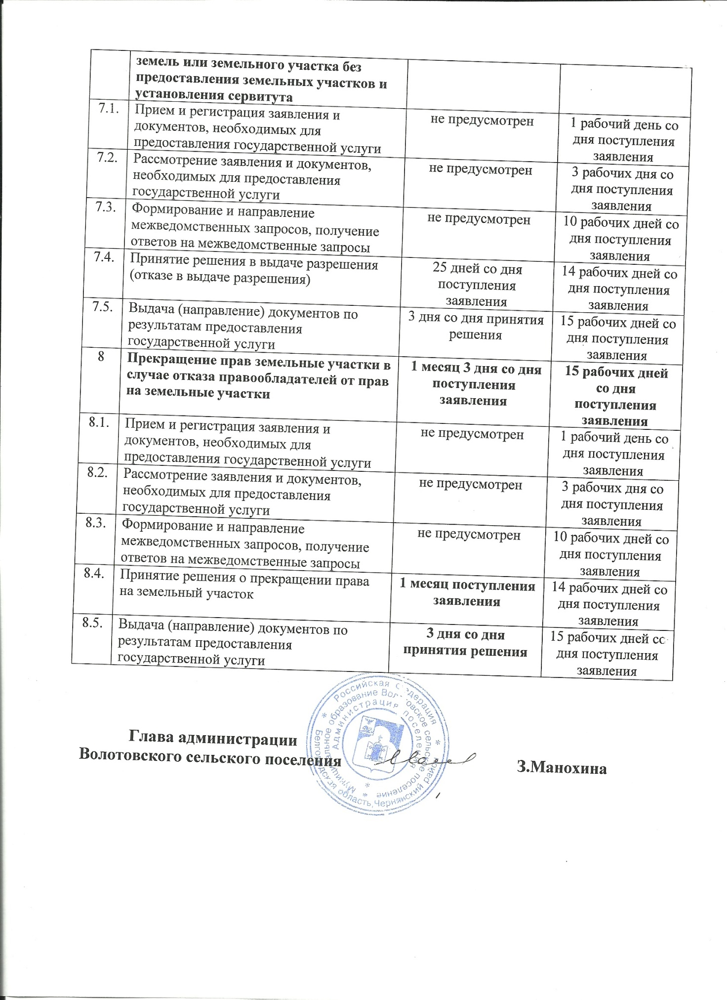 земель или земельного участка без
предоставления земельных участков и
установления сервитута
7.1.
Прием и регистрация заявления и
документов, необходимых для
предоставления государственной услуги
не предусмотрен
1 рабочий день со
дня поступления
заявления
7.2.
Рассмотрение заявления и документов,
необходимых для предоставления
государственной услуги
не предусмотрен
3 рабочих дня со
дня поступления
заявления
7.3.
Формирование и направление
межведомственных запросов, получение
ответов на межведомственные запросы
не предусмотрен
10 рабочих дней со
дня поступления
заявления
7.4.
Принятие решения в выдаче разрешения
(отказе в выдаче разрешения)
25 дней со дня
поступления
заявления
14 рабочих дней со
дня поступления
заявления
7.5.
Выдача (направление) документов по
результатам предоставления
государственной услуги
3 дня со дня принятия
решения
15 рабочих дней со
дня поступления
заявления
8
Прекращение прав земельные участки в
случае отказа правообладателей от прав
на земельные участки
1 месяц 3 дня со дня
поступления
заявления
15 рабочих дней
со дня
поступления
заявления
8.1.
Прием и регистрация заявления и
документов, необходимых для
предоставления государственной услуги
не предусмотрен
1 рабочий день со
дня поступления
заявления
8.2.
Рассмотрение заявления и документов,
необходимых для предоставления
государственной услуги
не предусмотрен
3 рабочих дня со
дня поступления
заявления
8.3.
Формирование и направление
межведомственных запросов, получение
ответов на межведомственные запросы
не предусмотрен
10 рабочих дней со
дня поступления
заявления
8.4.
Принятие решения о прекращении права
на земельный участок
1 месяц поступления
заявления
14 рабочих дней со
дня поступления
заявления
8.5.
Выдача (направление) документов по
результатам предоставления
государственной услуги
3 дня со дня
принятия решения
15 рабочих дней со
дня поступления
заявления
Российская Федерация
Белгородская область, Чернянский район
Муниципальное образование Волотовское сельское поселение
Администрация поселения
Глава администрации
Волотовского сельского поселения
З.Манохина